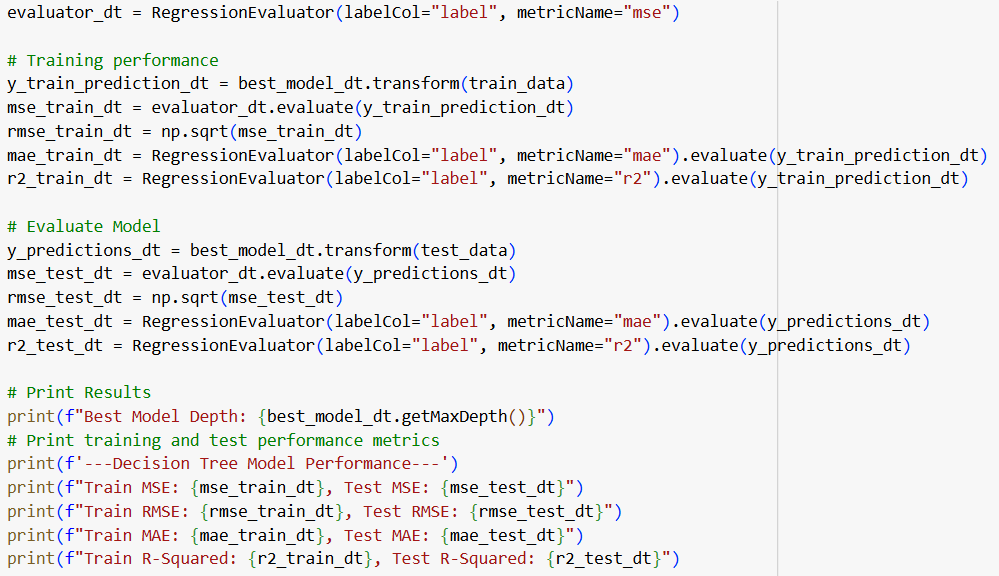 evaluator_dt = RegressionEvaluator(labelCol="label", metricName="mse")
# Training performance
y_train_prediction_dt = best_model_dt.transform(train_data)
mse_train_dt = evaluator_dt.evaluate(y_train_prediction_dt)
rmse_train_dt = np.sqrt(mse_train_dt)
mae_train_dt = RegressionEvaluator(labelCol="label", metricName="mae").evaluate(y_train_prediction_dt)
r2_train_dt = RegressionEvaluator(labelCol="label", metricName="r2").evaluate(y_train_prediction_dt)
# Evaluate Model
y_predictions_dt = best_model_dt.transform(test_data)
mse_test_dt = evaluator_dt.evaluate(y_predictions_dt)
rmse_test_dt = np.sqrt(mse_test_dt)
mae_test_dt = RegressionEvaluator(labelCol="label", metricName="mae").evaluate(y_predictions_dt)
r2_test_dt = RegressionEvaluator(labelCol="label", metricName="r2").evaluate(y_predictions_dt)
# Print Results
print(f"Best Model Depth: {best_model_dt.getMaxDepth()}")
# Print training and test performance metrics
print(f'---Decision Tree Model Performance---')
print(f"Train MSE: {mse_train_dt}, Test MSE: {mse_test_dt}")
print(f"Train RMSE: {rmse_train_dt}, Test RMSE: {rmse_test_dt}")
print(f"Train MAE: {mae_train_dt}, Test MAE: {mae_test_dt}")
print(f"Train R-Squared: {r2_train_dt}, Test R-Squared: {r2_test_dt}")